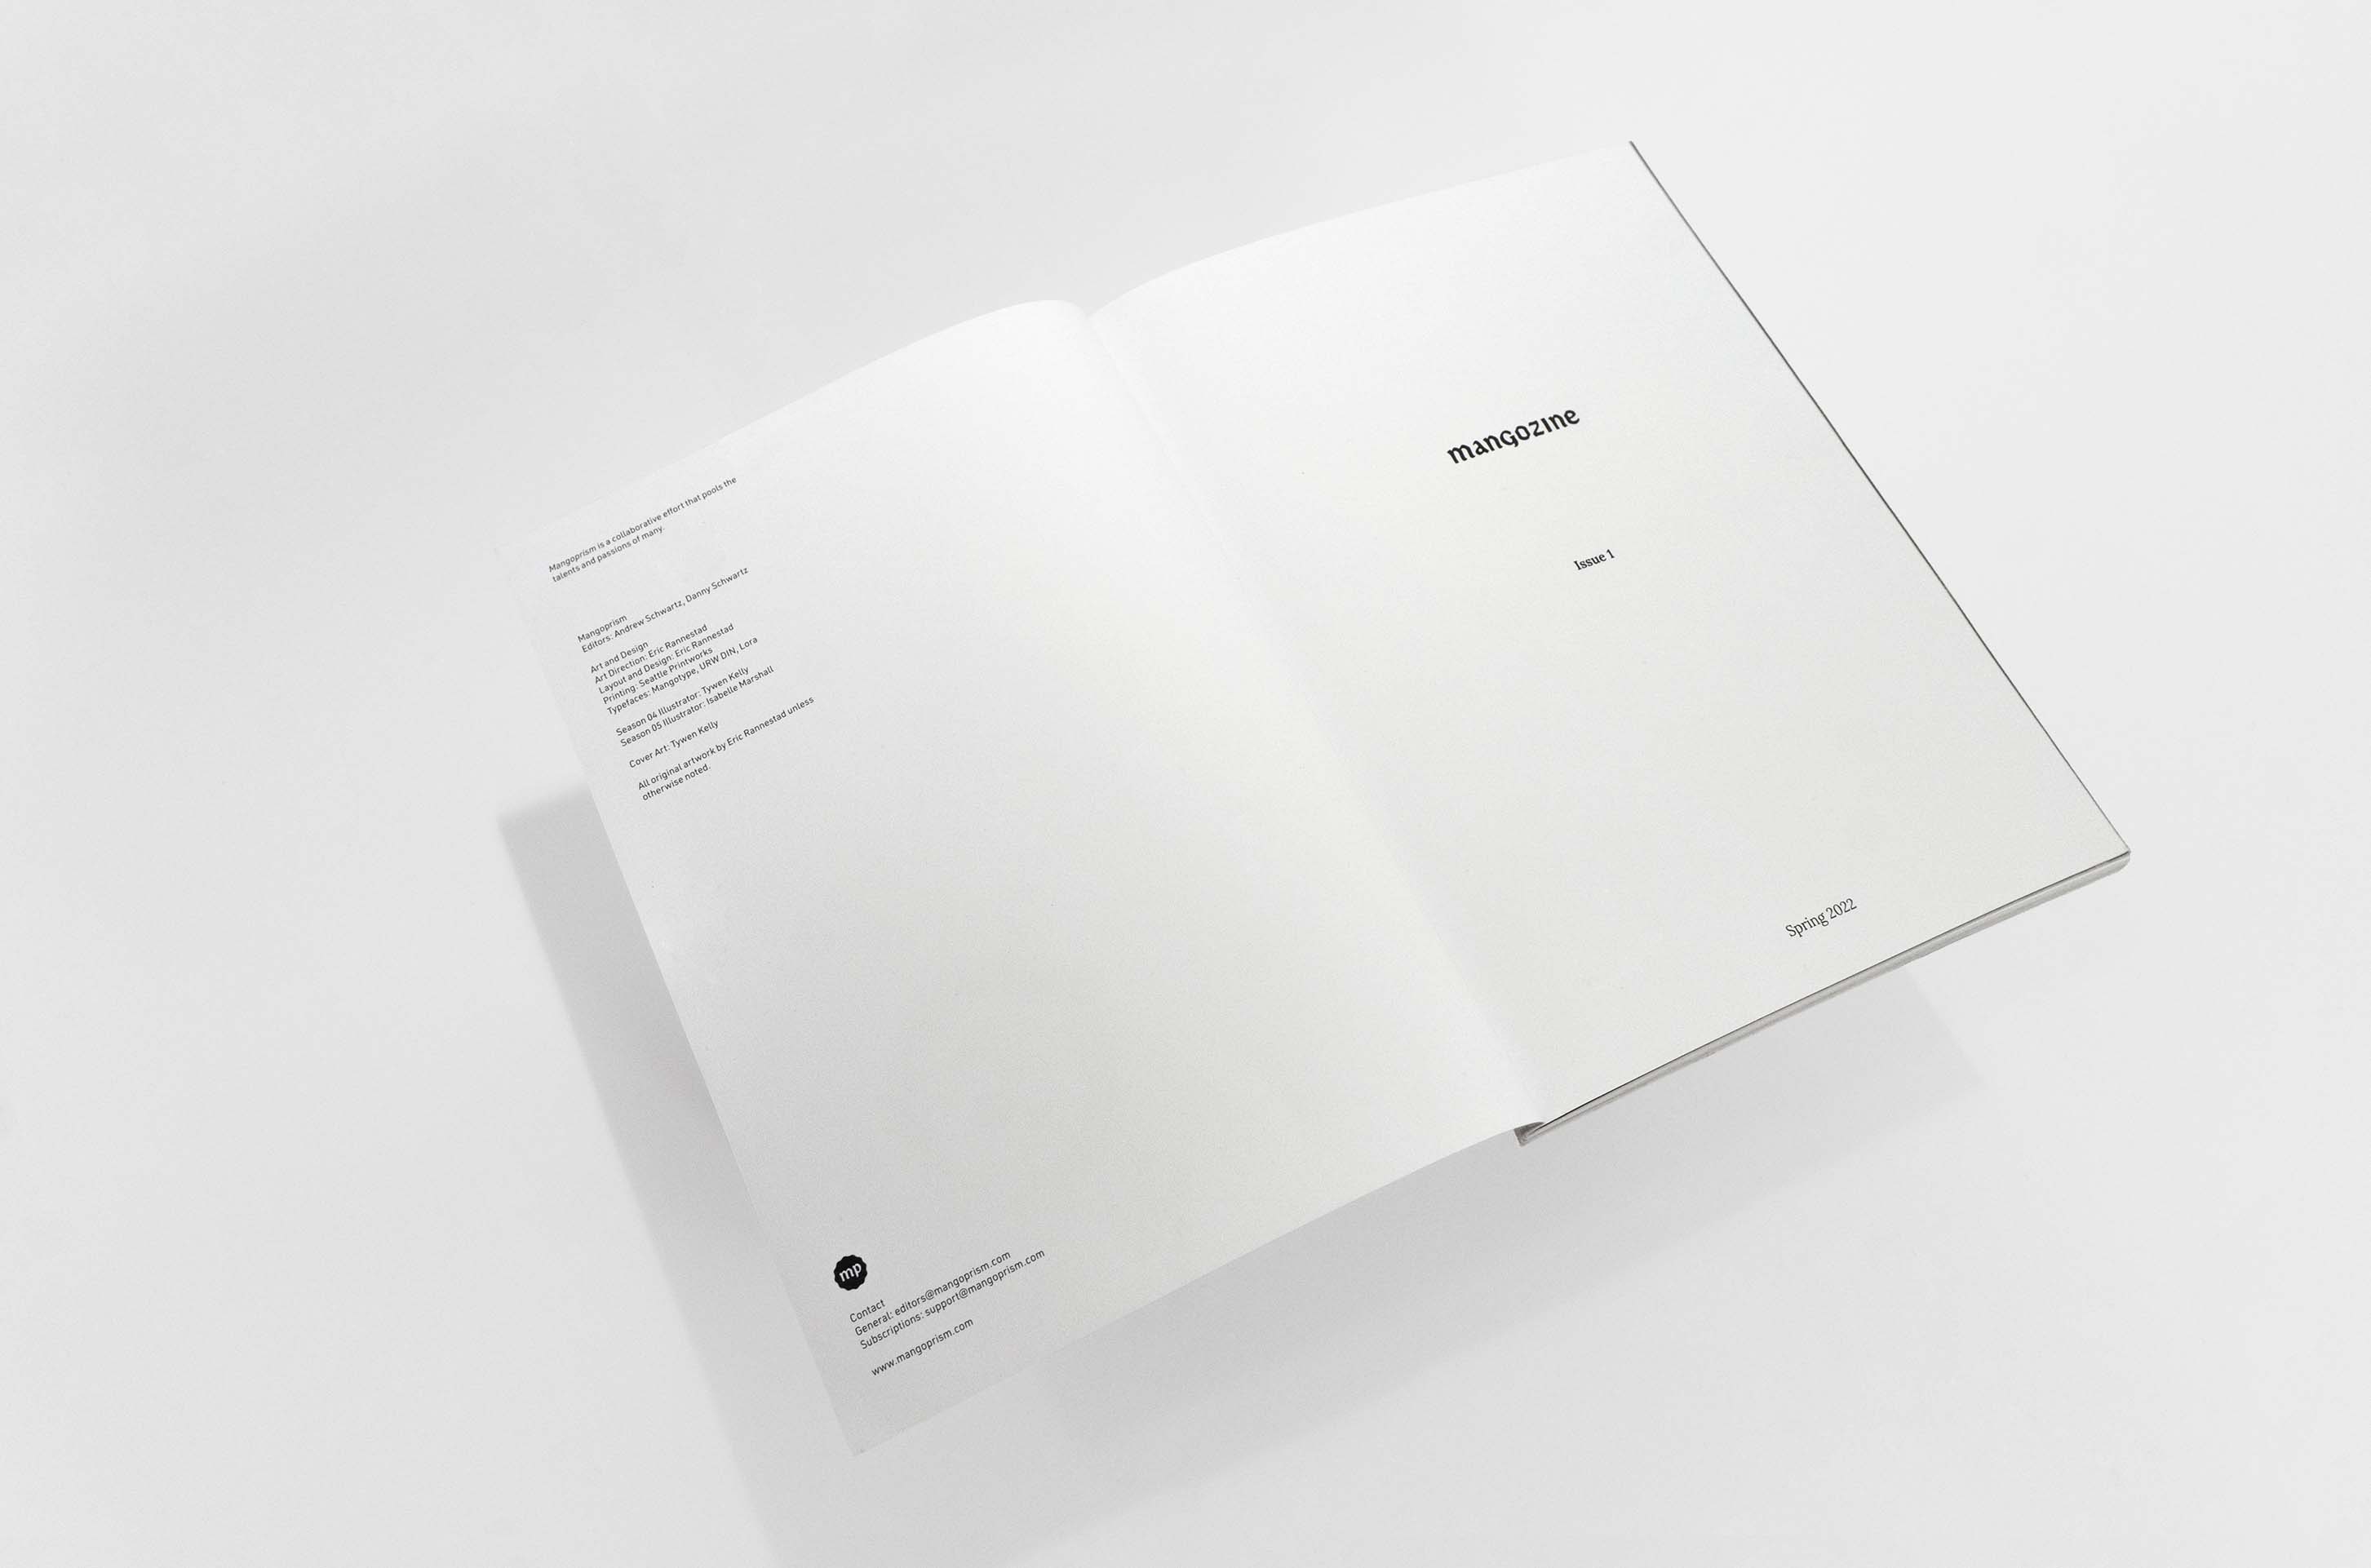 Mangoprism is a collaborative effort that pools the
talents and passions of many.
Mangoprism
Editors: Andrew Schwartz, Danny Schwartz
Art and Design
Art Direction: Eric Rannestad
Layout and Design: Eric Rannestad
Printing: Seattle Printworks
Typefaces: Mangotype, URW DIN, Lora
Season 04 Illustrator: Tywen Kelly
Season 05 Illustrator: Isabelle Marshall
Cover Art: Tywen Kelly
All original artwork by Eric Rannestad unless
otherwise noted.
mp
Contact
General: editors@mangoprism.com
Subscriptions: support@mangoprism.com
www.mangoprism.com
mangozine
Issue 1
Spring 2022